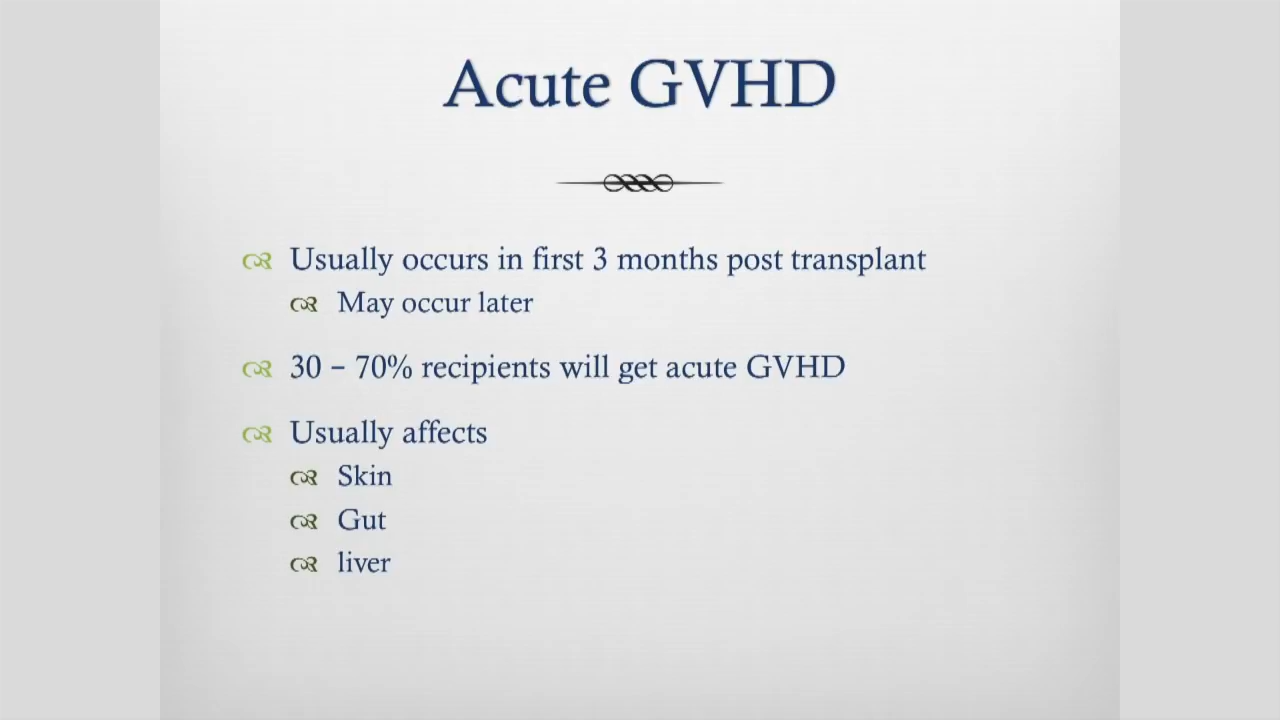 Acute GVHD
Usually occurs in first 3 months post transplant
May occur later
30 – 70% recipients will get acute GVHD
Usually affects
Skin
Gut
liver